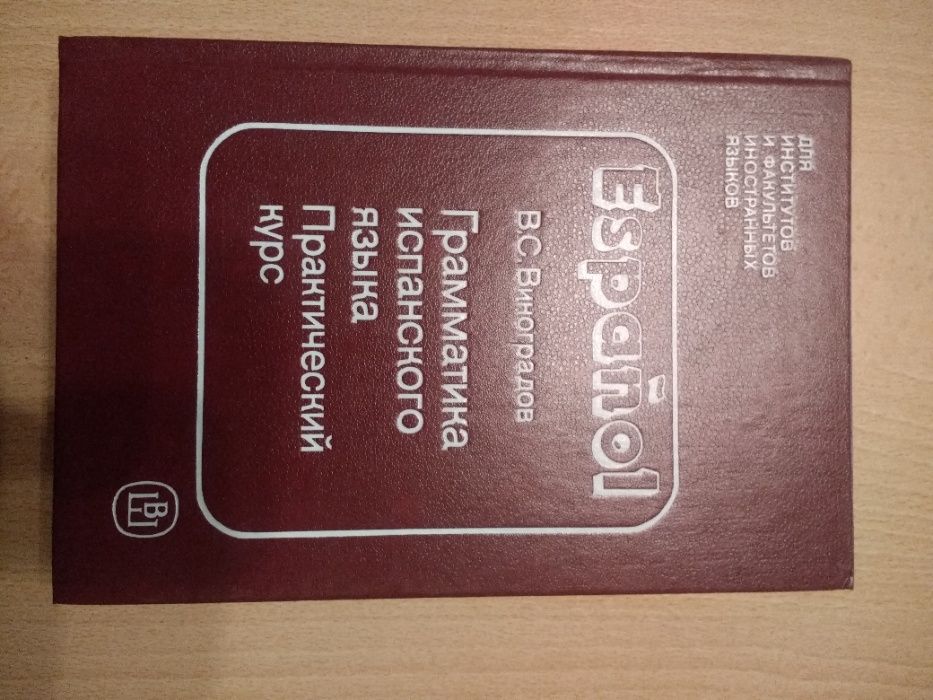 ДЛЯ
ИНСТИТУТОВ
И ФАКУЛЬТЕТОВ
ИНОСТРАННЫХ
ЯЗЫКОВ
Español
В.С.Виноградов
Грамматика
испанского
языка
Практический
курс
ВШ